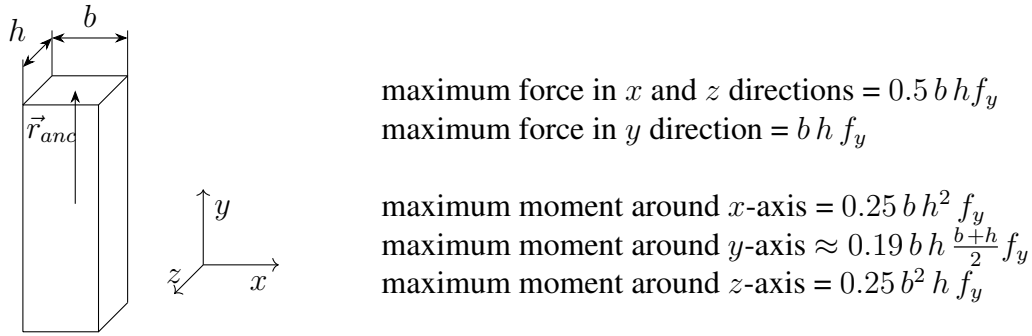 b
h
maximum force in x and z directions = 0.5 b h f_y
maximum force in y direction = b h f_y
\vec{r}_{anc}
maximum moment around x-axis = 0.25 b h^2 f_y
y
maximum moment around y-axis ≈ 0.19 b h \frac{b+h}{2} f_y
z
x
maximum moment around z-axis = 0.25 b^2 h f_y